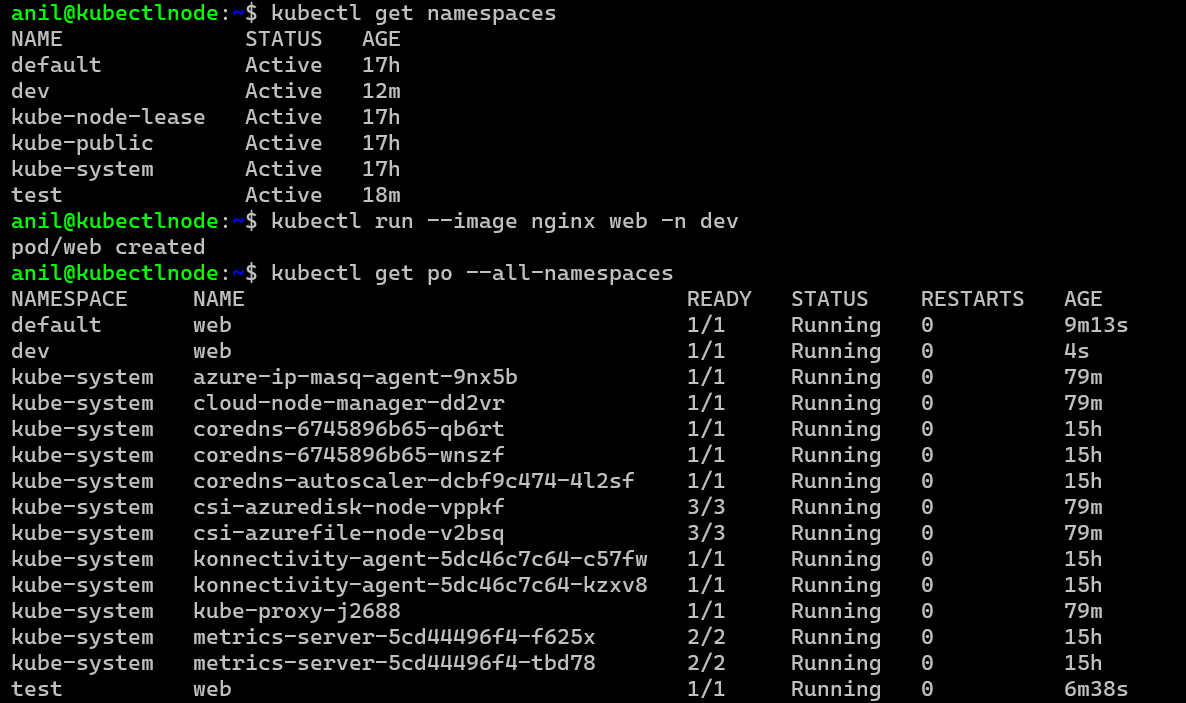 anil@kubectlnode:~$ kubectl get namespaces
NAME              STATUS   AGE
default           Active   17h
dev               Active   12m
kube-node-lease   Active   17h
kube-public       Active   17h
kube-system       Active   17h
test              Active   18m
anil@kubectlnode:~$ kubectl run --image nginx web -n dev
pod/web created
anil@kubectlnode:~$ kubectl get po --all-namespaces
NAMESPACE     NAME                                  READY   STATUS    RESTARTS   AGE
default       web                                   1/1     Running   0          9m13s
dev           web                                   1/1     Running   0          4s
kube-system   azure-ip-masq-agent-9nx5b             1/1     Running   0          79m
kube-system   cloud-node-manager-dd2vr              1/1     Running   0          79m
kube-system   coredns-6745896b65-qb6rt              1/1     Running   0          15h
kube-system   coredns-6745896b65-wnszf              1/1     Running   0          15h
kube-system   coredns-autoscaler-dcbf9c474-4l2sf    1/1     Running   0          15h
kube-system   csi-azuredisk-node-vppkf              3/3     Running   0          79m
kube-system   csi-azurefile-node-v2bsq              3/3     Running   0          79m
kube-system   konnectivity-agent-5dc46c7c64-c57fw   1/1     Running   0          15h
kube-system   konnectivity-agent-5dc46c7c64-kzxv8   1/1     Running   0          15h
kube-system   kube-proxy-j2688                      1/1     Running   0          79m
kube-system   metrics-server-5cd44496f4-f625x       2/2     Running   0          15h
kube-system   metrics-server-5cd44496f4-tbd78       2/2     Running   0          15h
test          web                                   1/1     Running   0          6m38s